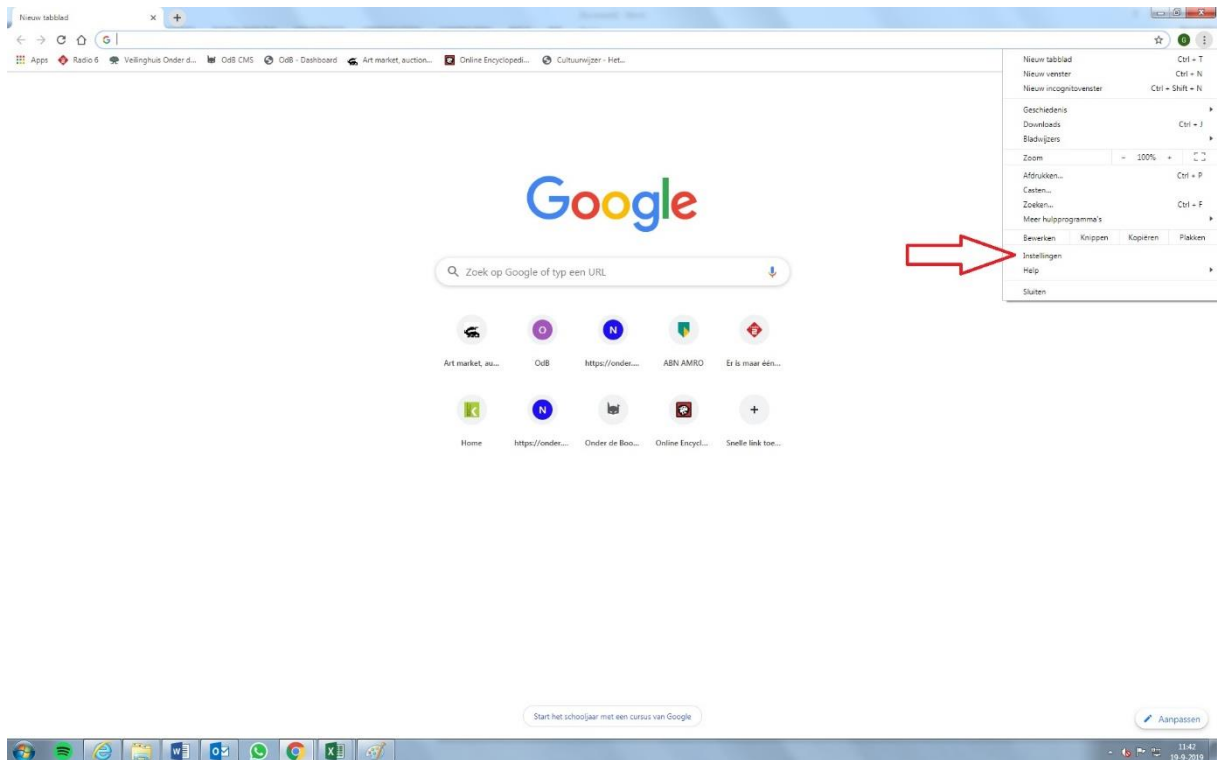 Nieuw tabblad
Apps Radio 6 Veilinghuis Onder d... OdB CMS OdB - Dashboard Art market, auction... Online Encyclopedi... Cultuurwijzer - Het...
Nieuw tabblad Ctrl + T
Nieuw venster Ctrl + N
Nieuw incognitovenster Ctrl + Shift + N
Geschiedenis
Downloads Ctrl + J
Bladwijzers
Zoom - 100% +
Afdrukken... Ctrl + P
Casten...
Zoeken... Ctrl + F
Meer hulpprogramma's
Bewerken Knippen Kopiëren Plakken
Instellingen
Help
Sluiten
Google
Zoek op Google of typ een URL
Art market, au... OdB https://onder.... ABN AMRO Er is maar één...
Home https://onder.... Onder de Boo... Online Encycl... Snelle link toe...
Start het schooljaar met een cursus van Google
Aanpassen
11:42
19-9-2019